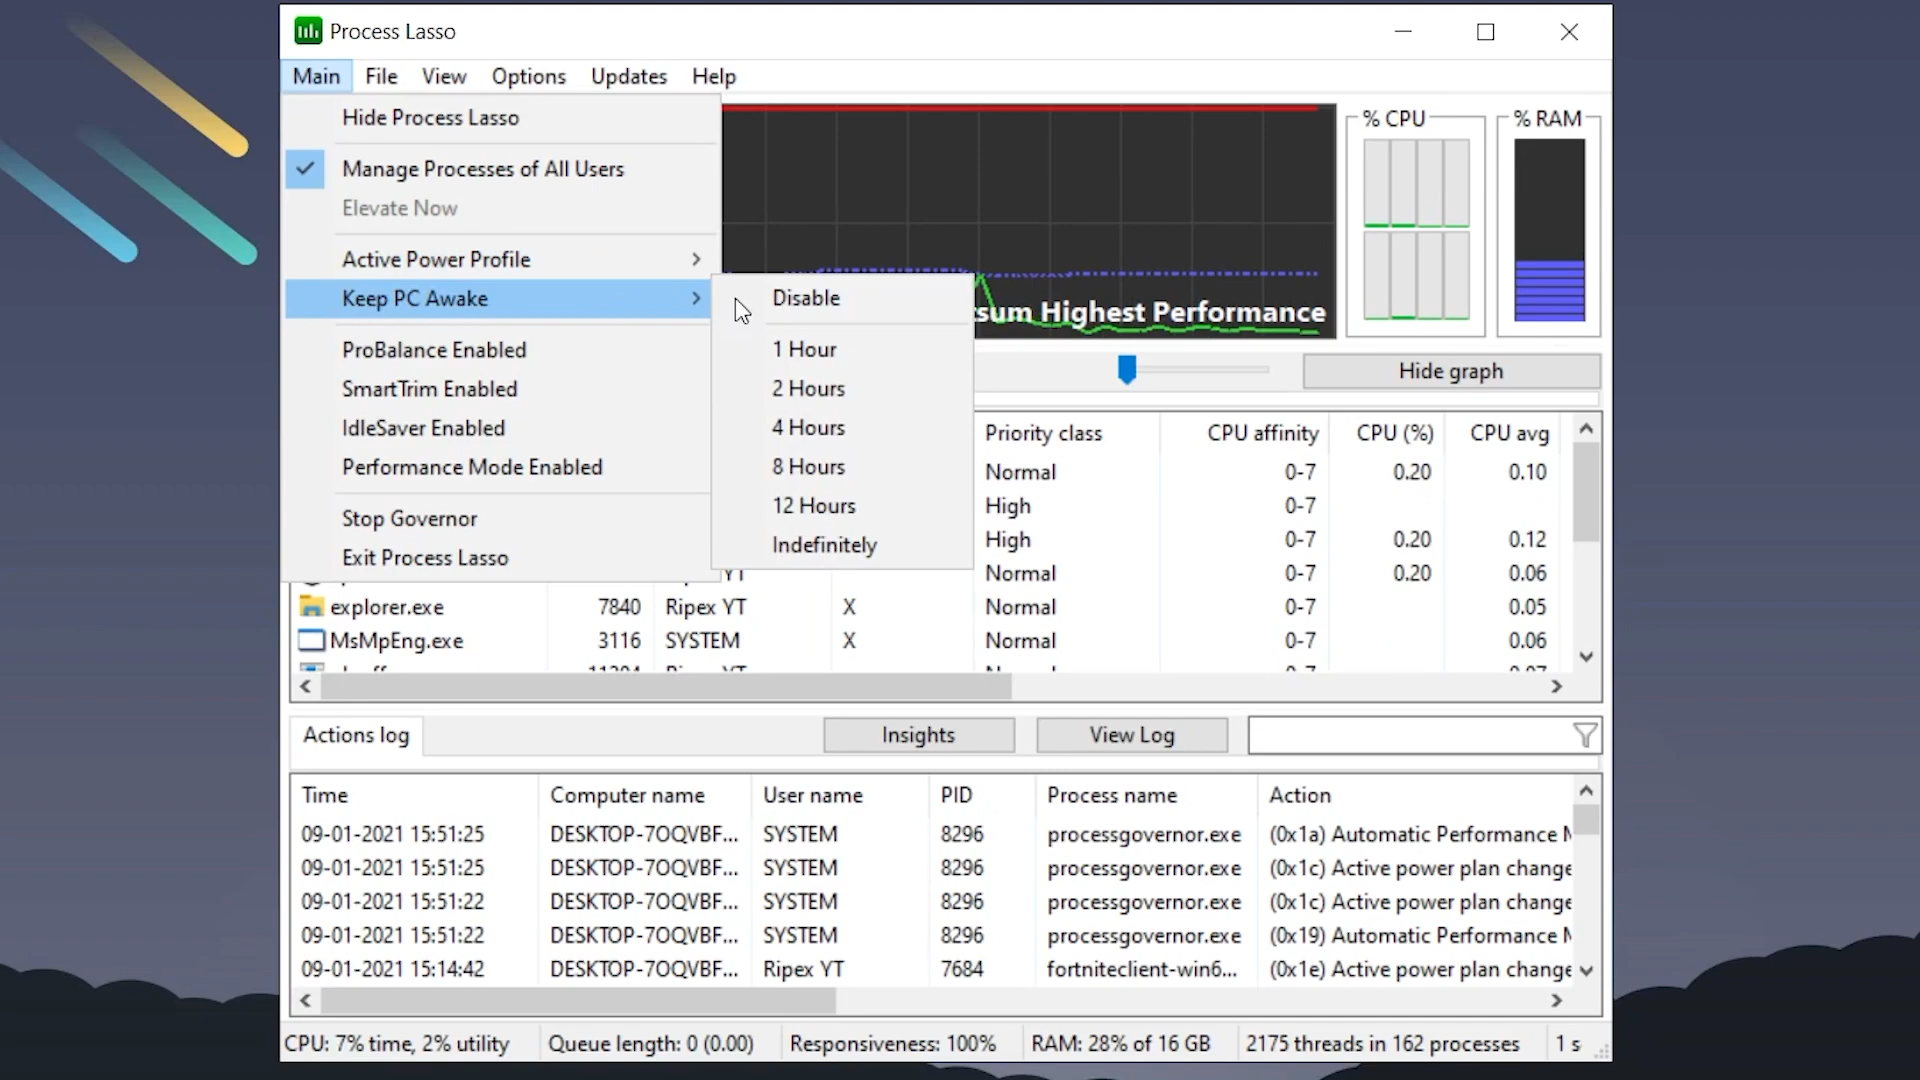 Process Lasso
Main File View Options Updates Help
Hide Process Lasso
Manage Processes of All Users
Elevate Now
Active Power Profile
Keep PC Awake
ProBalance Enabled
SmartTrim Enabled
IdleSaver Enabled
Performance Mode Enabled
Stop Governor
Exit Process Lasso
Disable
1 Hour
2 Hours
4 Hours
8 Hours
12 Hours
Indefinitely
sum Highest Performance
% CPU
% RAM
Hide graph
Priority class CPU affinity CPU (%) CPU avg
Normal 0-7 0.20 0.10
High 0-7
High 0-7 0.20 0.12
YT Normal 0-7 0.20 0.06
explorer.exe 7840 Ripex YT X Normal 0-7 0.05
MsMpEng.exe 3116 SYSTEM X Normal 0-7 0.06
Actions log Insights View Log
Time Computer name User name PID Process name Action
09-01-2021 15:51:25 DESKTOP-7OQVBF... SYSTEM 8296 processgovernor.exe (0x1a) Automatic Performance M
09-01-2021 15:51:25 DESKTOP-7OQVBF... SYSTEM 8296 processgovernor.exe (0x1c) Active power plan change
09-01-2021 15:51:22 DESKTOP-7OQVBF... SYSTEM 8296 processgovernor.exe (0x1c) Active power plan change
09-01-2021 15:51:22 DESKTOP-7OQVBF... SYSTEM 8296 processgovernor.exe (0x19) Automatic Performance M
09-01-2021 15:14:42 DESKTOP-7OQVBF... Ripex YT 7684 fortniteclient-win6... (0x1e) Active power plan change
CPU: 7% time, 2% utility Queue length: 0 (0.00) Responsiveness: 100% RAM: 28% of 16 GB 2175 threads in 162 processes 1 s